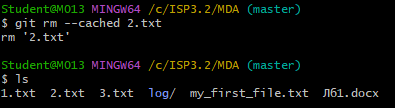 Student@MO13 MINGW64 /c/ISP3.2/MDA (master)
$ git rm --cached 2.txt
rm '2.txt'
Student@MO13 MINGW64 /c/ISP3.2/MDA (master)
$ ls
1.txt 2.txt 3.txt log/ my_first_file.txt Лб1.docx